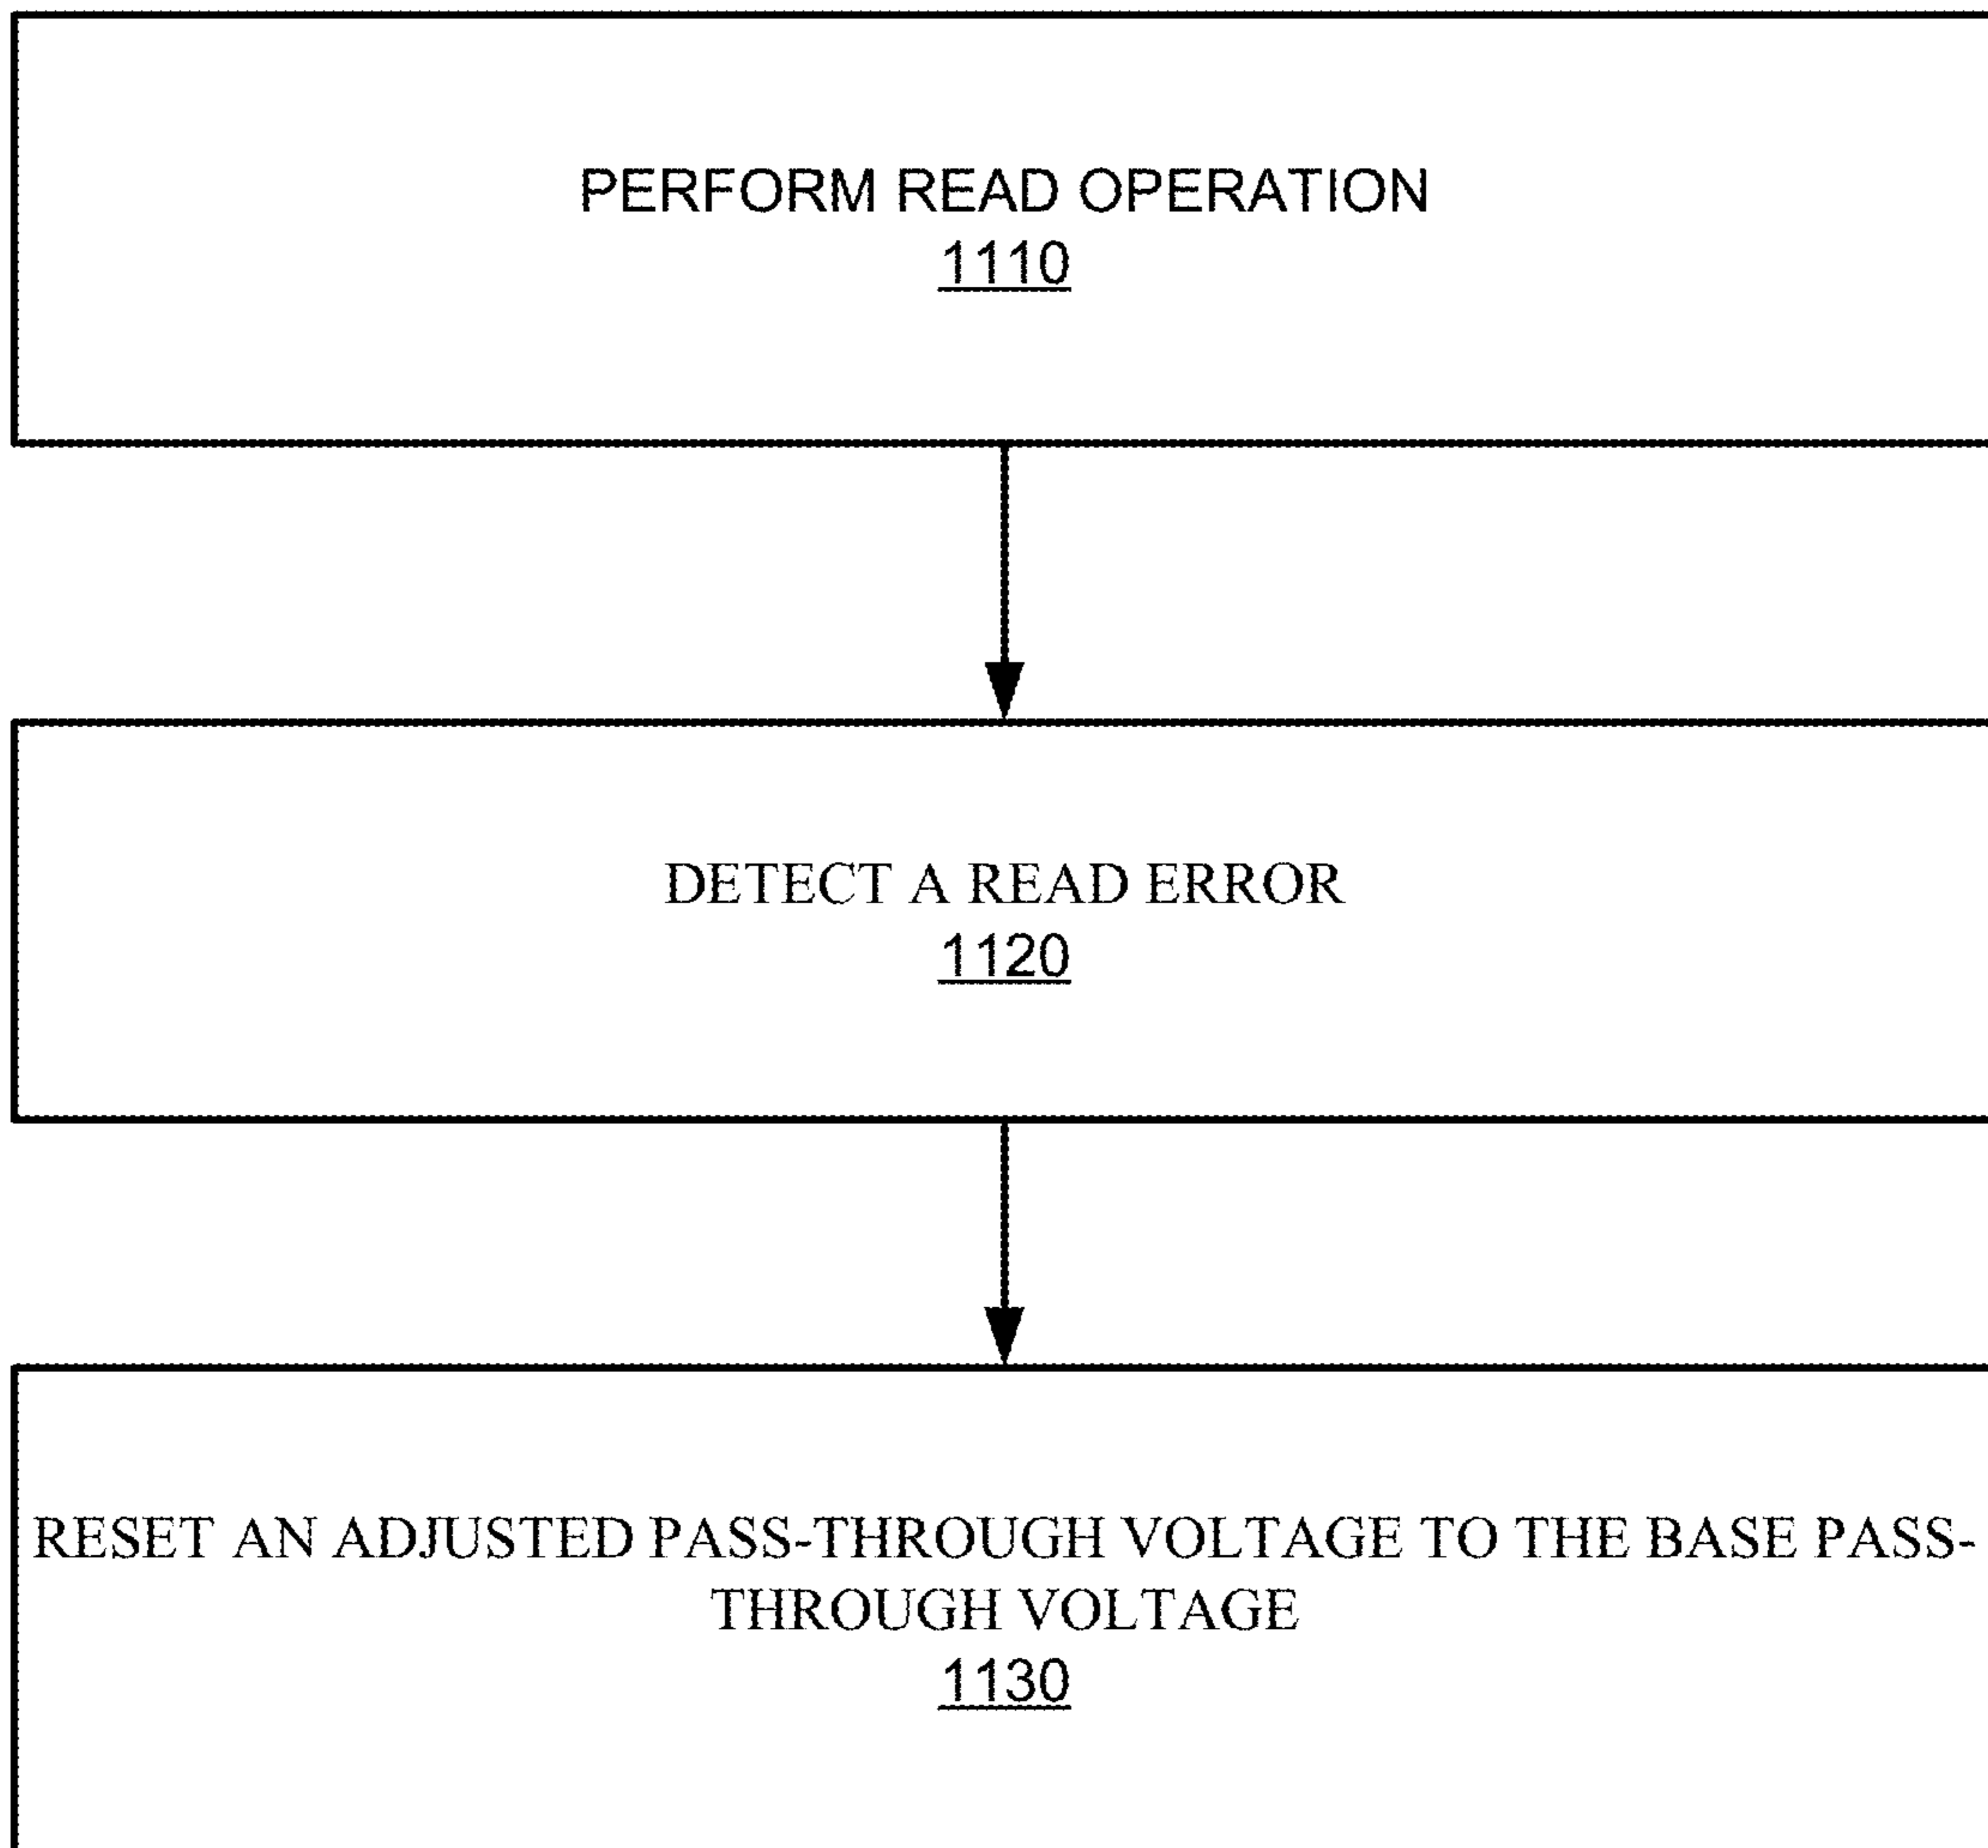 PERFORM READ OPERATION
1110
DETECT A READ ERROR
1120
RESET AN ADJUSTED PASS-THROUGH VOLTAGE TO THE BASE PASS-
THROUGH VOLTAGE
1130